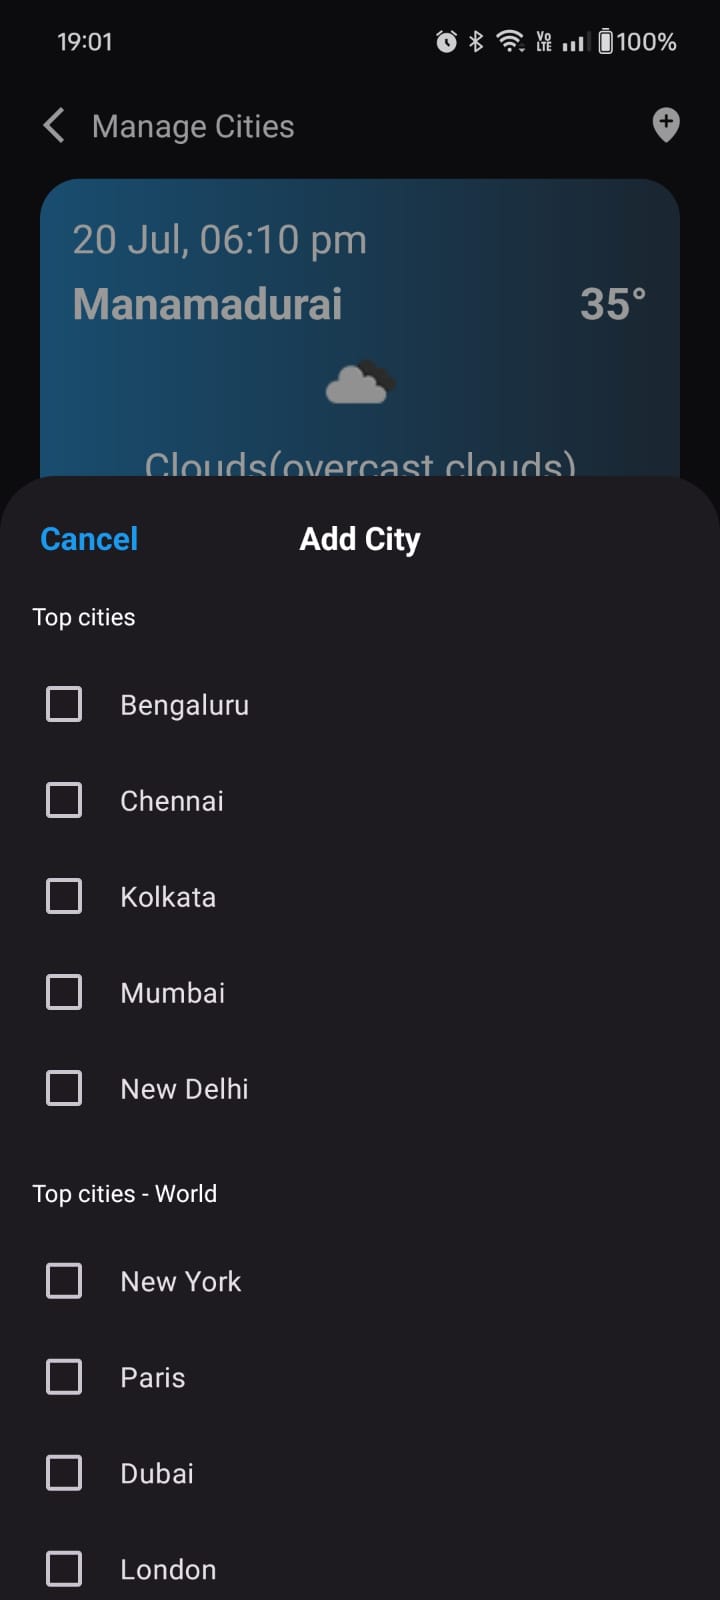 19:01 Vo LTE 100%
Manage Cities
20 Jul, 06:10 pm
Manamadurai 35°
Clouds(overcast clouds)
Cancel Add City
Top cities
Bengaluru
Chennai
Kolkata
Mumbai
New Delhi
Top cities - World
New York
Paris
Dubai
London